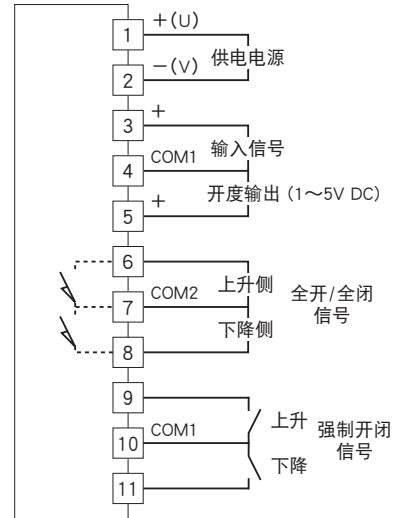 1 +(U)
供电电源
2 −(V)
3 +
输入信号
4 COM1
开度输出 (1～5V DC)
5 +
6
上升侧
全开/全闭
信号
7 COM2
下降侧
8
9
上升
强制开闭
信号
10 COM1
下降
11